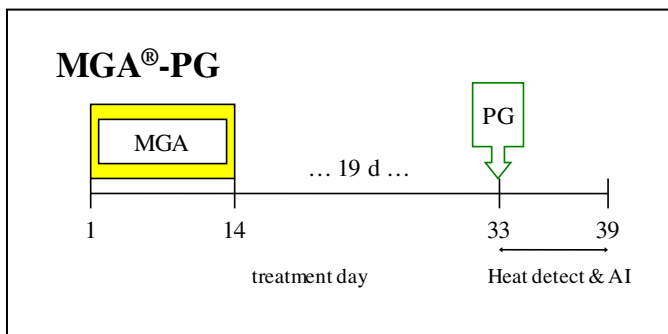 MGA®-PG
MGA
PG
… 19 d …
1 14 33 39
treatment day Heat detect & AI